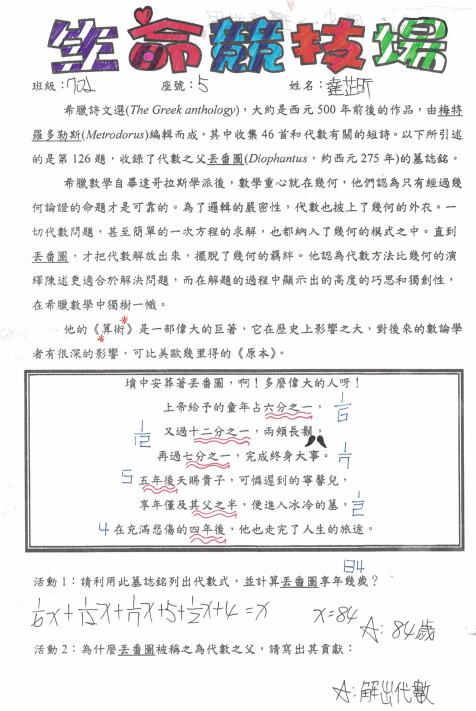 生命競技場
班級：702 座號：5 姓名：
希臘詩文選(The Greek anthology)，大約是西元500年前後的作品，由梅特
羅多勒斯(Metrodorus)編輯而成，其中收集46首和代數有關的短詩。以下所引述
的是第126題，收錄了代數之父丟番圖(Diophantus，約西元275年)的墓誌銘。
希臘數學自畢達哥拉斯學派後，數學重心就在幾何，他們認為只有經過幾
何論證的命題才是可靠的。為了邏輯的嚴密性，代數也披上了幾何的外衣。一
切代數問題，甚至簡單的一次方程的求解，也都納入了幾何的模式之中。直到
丟番圖，才把代數解放出來，擺脫了幾何的羈絆。他認為代數方法比幾何的演
繹陳述更適合於解決問題，而在解題的過程中顯示出的高度的巧思和獨創性，
在希臘數學中獨樹一幟。
他的《算術》是一部偉大的巨著，它在歷史上影響之大，對後來的數論學
者有很深的影響，可比美歐幾里得的《原本》。
墳中安葬著丟番圖，啊！多麼偉大的人呀！
上帝給予的童年占六分之一， 1/6
1/12 又過十二分之一，兩頰長鬍，
再過七分之一，完成終身大事。 1/7
5 五年後天賜貴子，可憐遲到的寧馨兒，
享年僅及其父之半，便進入冰冷的墓， 1/2
4 在充滿悲傷的四年後，他也走完了人生的旅途。
84
活動1：請利用此墓誌銘列出代數式，並計算丟番圖享年幾歲？
1/6x+1/12x+1/7x+5+1/2x+4=x x=84
A: 84歲
活動2：為什麼丟番圖被稱之為代數之父，請寫出其貢獻：
A: 解出代數